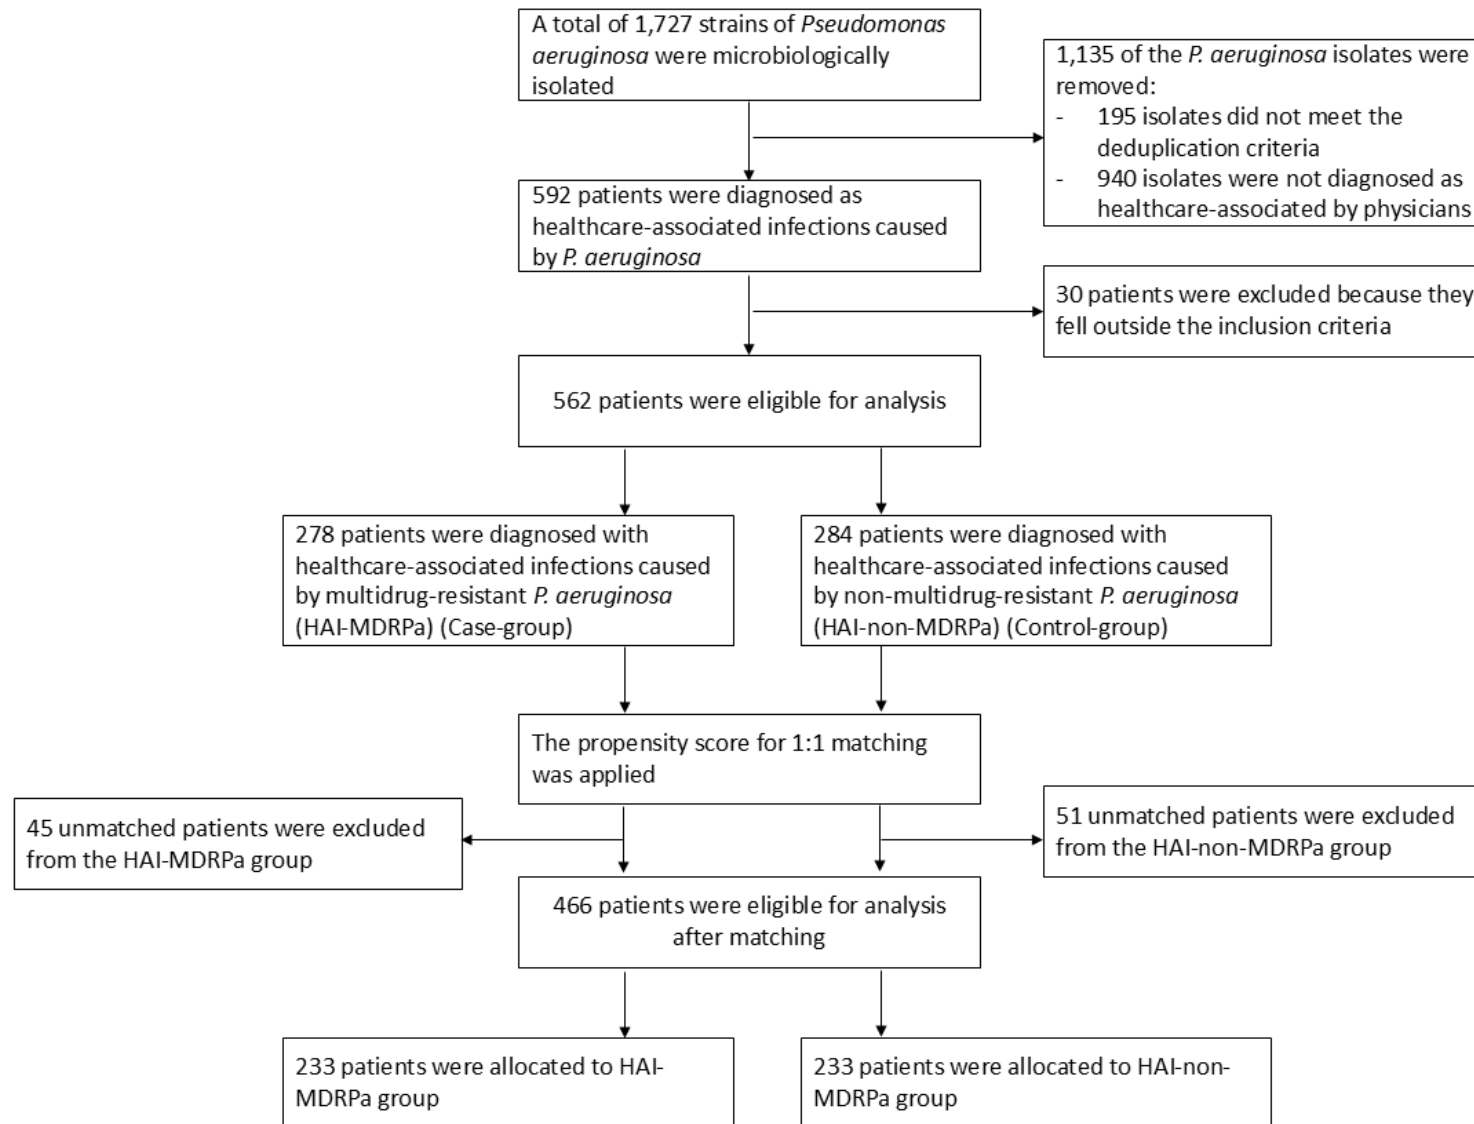 A total of 1,727 strains of Pseudomonas
aeruginosa were microbiologically
isolated
1,135 of the P. aeruginosa isolates were
removed:
- 195 isolates did not meet the
deduplication criteria
- 940 isolates were not diagnosed as
healthcare-associated by physicians
592 patients were diagnosed as
healthcare-associated infections caused
by P. aeruginosa
30 patients were excluded because they
fell outside the inclusion criteria
562 patients were eligible for analysis
278 patients were diagnosed with
healthcare-associated infections caused
by multidrug-resistant P. aeruginosa
(HAI-MDRPa) (Case-group)
284 patients were diagnosed with
healthcare-associated infections caused
by non-multidrug-resistant P. aeruginosa
(HAI-non-MDRPa) (Control-group)
The propensity score for 1:1 matching
was applied
45 unmatched patients were excluded
from the HAI-MDRPa group
51 unmatched patients were excluded
from the HAI-non-MDRPa group
466 patients were eligible for analysis
after matching
233 patients were allocated to HAI-
MDRPa group
233 patients were allocated to HAI-non-
MDRPa group